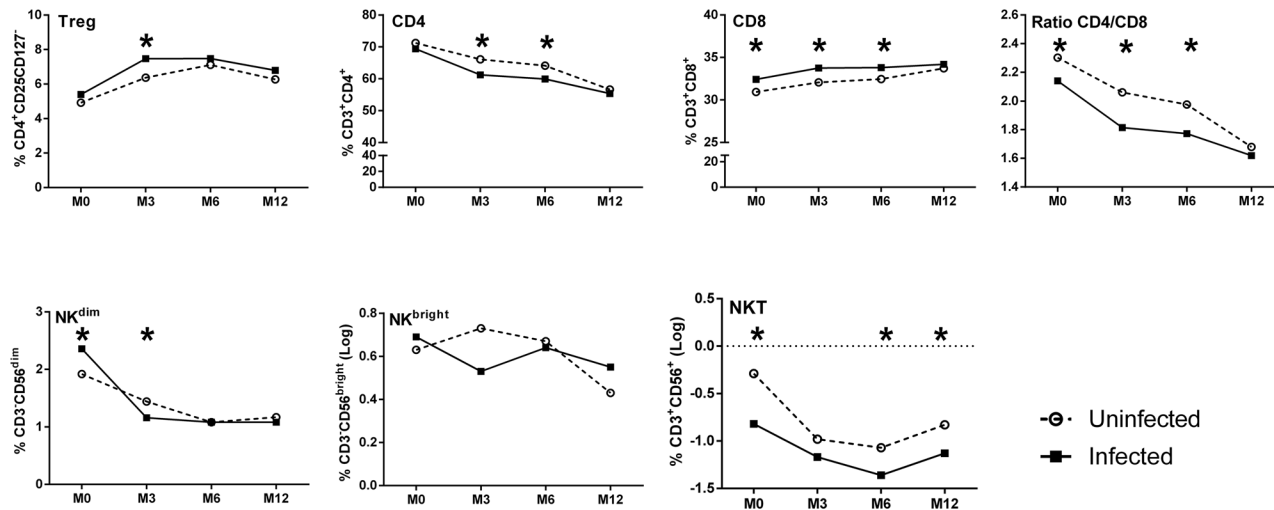 Treg
% CD4⁺CD25CD127⁻
10
8
6
4
2
0
*
M0 M3 M6 M12
CD4
% CD3⁺CD4⁺
80
70
60
50
40
40
20
0
* *
M0 M3 M6 M12
CD8
% CD3⁺CD8⁺
40
35
30
25
20
0
* * *
M0 M3 M6 M12
Ratio CD4/CD8
2.6
2.4
2.2
2.0
1.8
1.6
1.4
* * *
M0 M3 M6 M12
NKdim
% CD3⁻CD56dim
3
2
1
0
* *
M0 M3 M6 M12
NKbright
% CD3⁻CD56bright (Log)
0.8
0.6
0.4
0.2
0.0
M0 M3 M6 M12
NKT
% CD3⁺CD56⁺ (Log)
0.5
0.0
-0.5
-1.0
-1.5
* * *
M0 M3 M6 M12
Uninfected
Infected